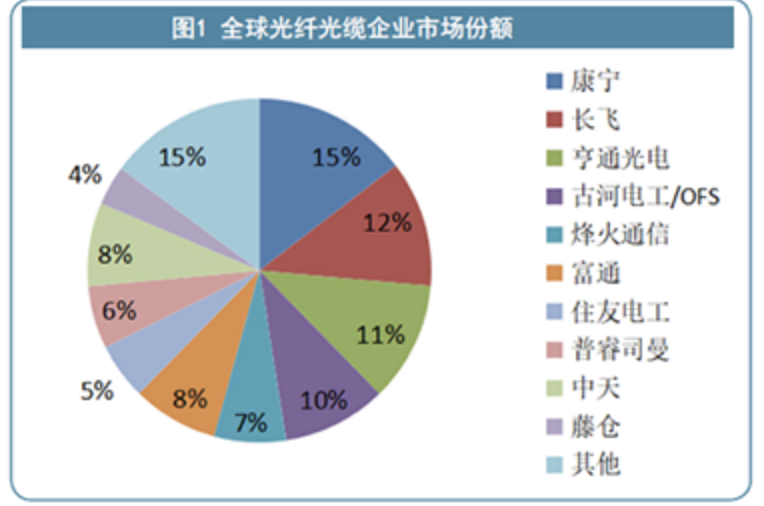 图1 全球光纤光缆企业市场份额
15%
12%
11%
10%
7%
8%
5%
6%
8%
4%
15%
康宁
长飞
亨通光电
古河电工/OFS
烽火通信
富通
住友电工
普睿司曼
中天
藤仓
其他